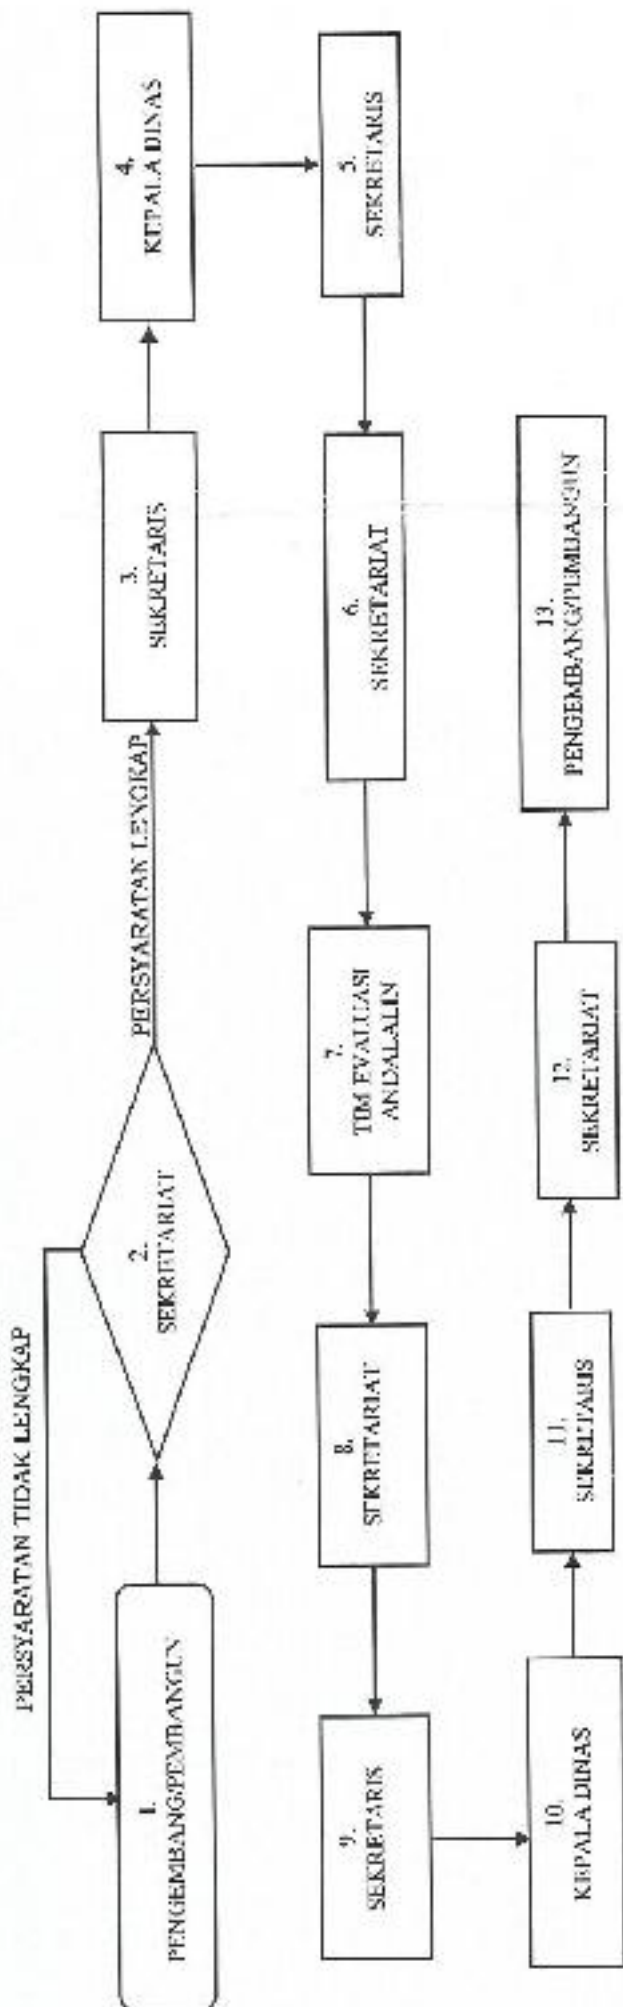 PERSYARATAN TIDAK LENGKAP
1.
PENGEMBANG/PEMBANGUN
2.
SEKRETARIAT
PERSYARATAN LENGKAP
3.
SEKRETARIS
4.
KEPALA DINAS
5.
SEKRETARIS
6.
SEKRETARIAT
7.
TIM EVALUASI
ANDALALIN
8.
SEKRETARIAT
9.
SEKRETARIS
10.
KEPALA DINAS
11.
SEKRETARIS
12.
SEKRETARIAT
13.
PENGEMBANG/PEMBANGUN